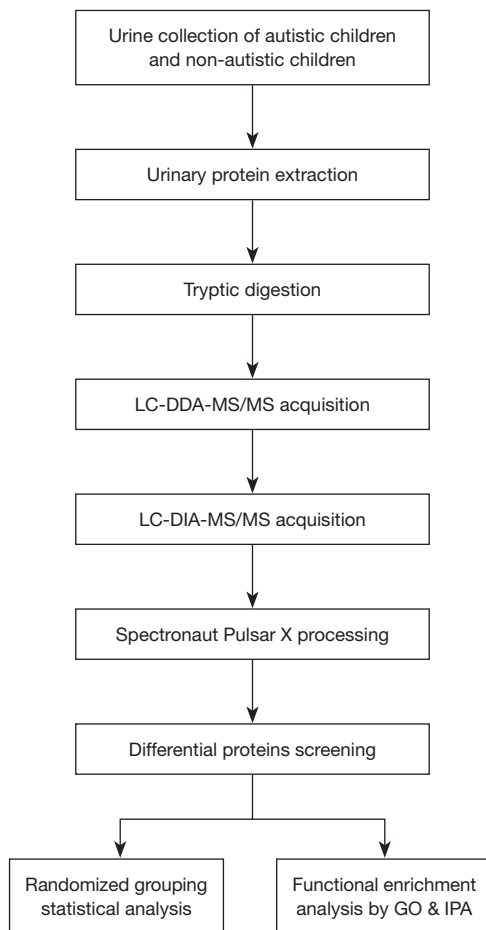 Urine collection of autistic children
and non-autistic children
Urinary protein extraction
Tryptic digestion
LC-DDA-MS/MS acquisition
LC-DIA-MS/MS acquisition
Spectronaut Pulsar X processing
Differential proteins screening
Randomized grouping
statistical analysis
Functional enrichment
analysis by GO & IPA